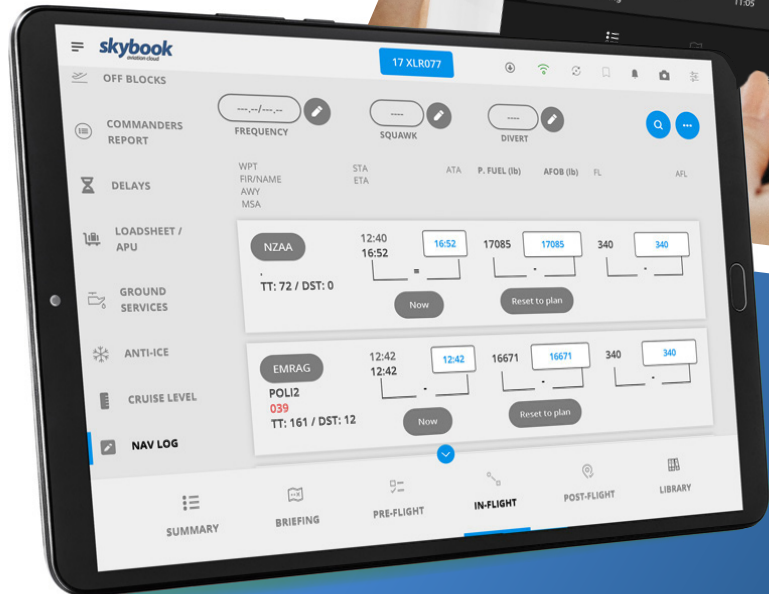 11:05
skybook
aviation cloud
17 XLR077
OFF BLOCKS
COMMANDERS
REPORT
DELAYS
LOADSHEET /
APU
GROUND
SERVICES
ANTI-ICE
CRUISE LEVEL
NAV LOG
---.--/---.--
FREQUENCY
----
SQUAWK
----
DIVERT
WPT
FIR/NAME
AWY
MSA
STA
ETA
ATA
P. FUEL (lb)
AFOB (lb)
FL
AFL
NZAA
.
TT: 72 / DST: 0
12:40
16:52
16:52
=
Now
17085
17085
-
Reset to plan
340
340
-
EMRAG
POLI2
039
TT: 161 / DST: 12
12:42
12:42
12:42
-
Now
16671
16671
-
Reset to plan
340
340
-
SUMMARY
BRIEFING
PRE-FLIGHT
IN-FLIGHT
POST-FLIGHT
LIBRARY